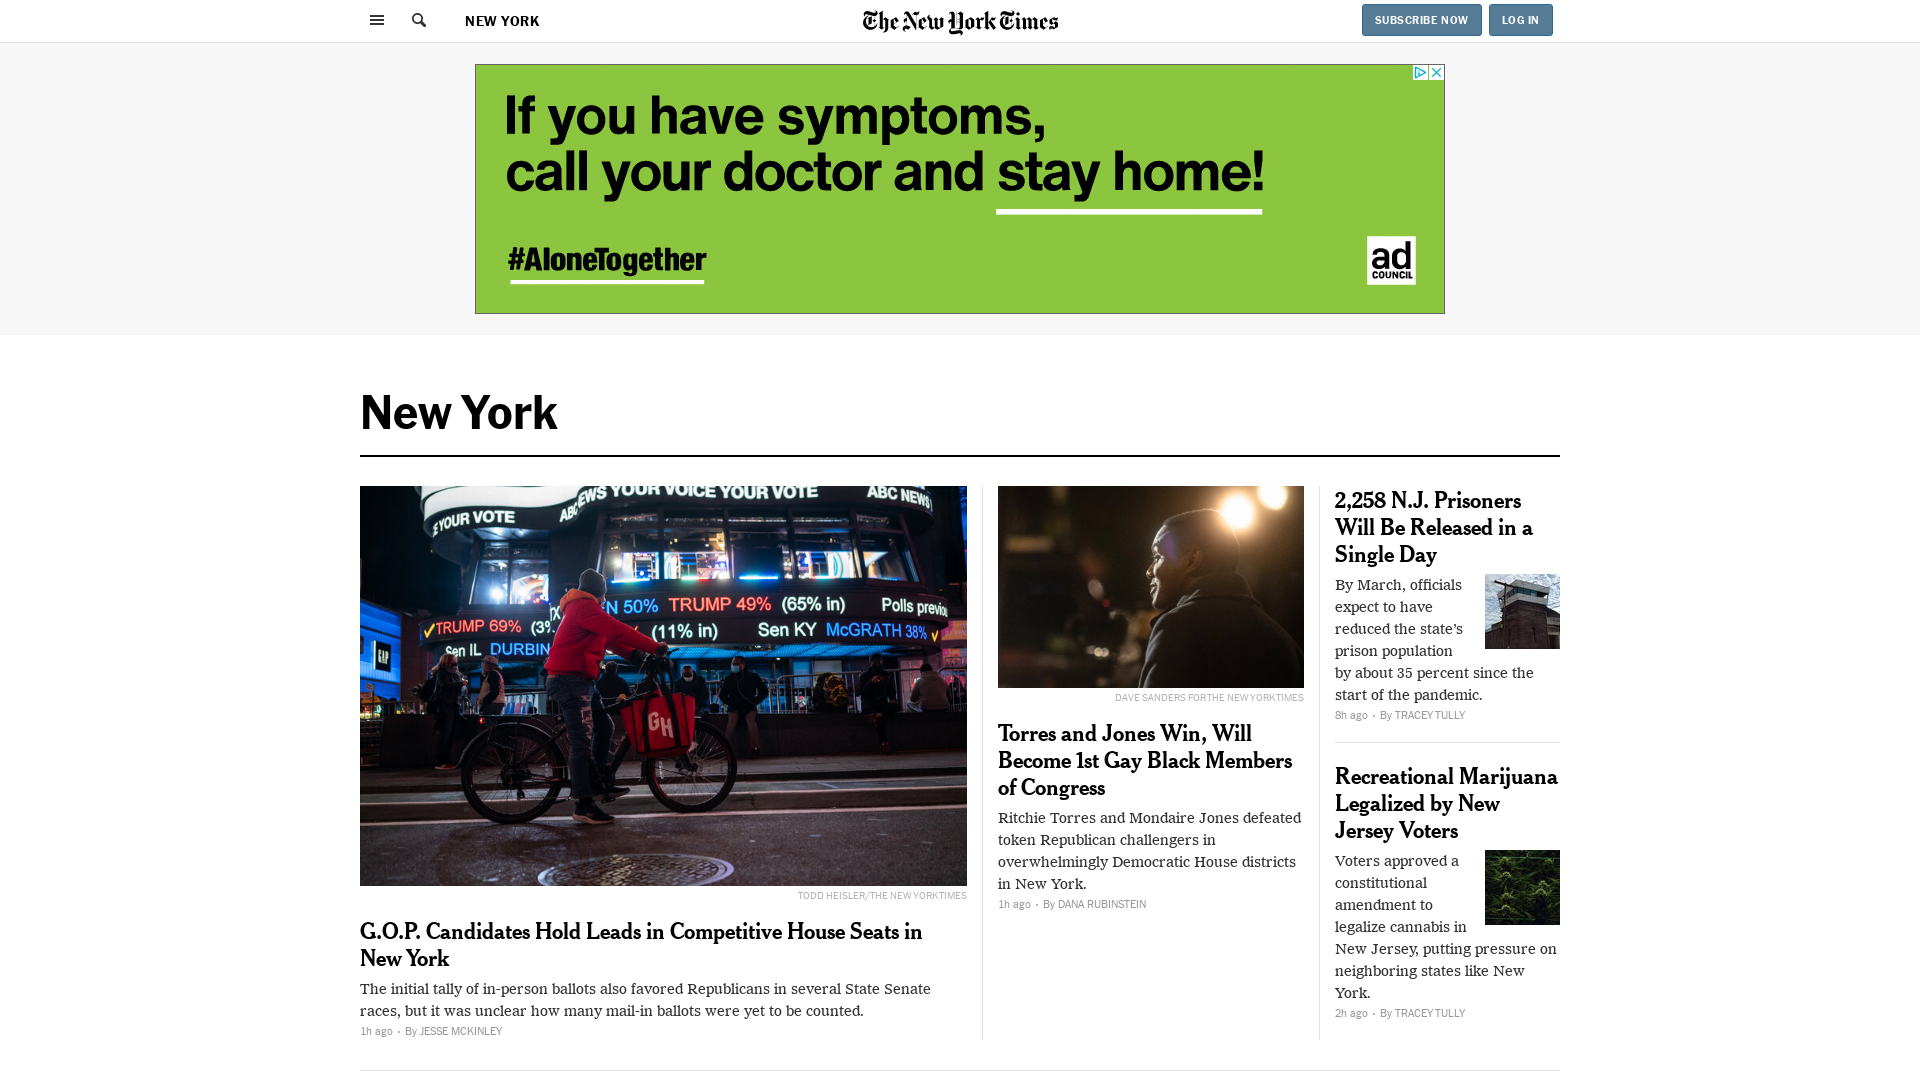 NEW YORK
The New York Times
SUBSCRIBE NOW
LOG IN
If you have symptoms,
call your doctor and stay home!
#AloneTogether
ad
COUNCIL
New York
EWS YOUR VOICE YOUR VOTE
ABC NEWS
YOUR VOTE
ABC
N 50% TRUMP 49% (65% in)
Polls previo
TRUMP 69%
(11% in)
Sen KY McGRATH 38%
Sen IL DURBIN
GAP
GH
TODD HEISLER/THE NEW YORK TIMES
G.O.P. Candidates Hold Leads in Competitive House Seats in
New York
The initial tally of in-person ballots also favored Republicans in several State Senate
races, but it was unclear how many mail-in ballots were yet to be counted.
1h ago • By JESSE MCKINLEY
DAVE SANDERS FOR THE NEW YORK TIMES
Torres and Jones Win, Will
Become 1st Gay Black Members
of Congress
Ritchie Torres and Mondaire Jones defeated
token Republican challengers in
overwhelmingly Democratic House districts
in New York.
1h ago • By DANA RUBINSTEIN
2,258 N.J. Prisoners
Will Be Released in a
Single Day
By March, officials
expect to have
reduced the state’s
prison population
by about 35 percent since the
start of the pandemic.
8h ago • By TRACEY TULLY
Recreational Marijuana
Legalized by New
Jersey Voters
Voters approved a
constitutional
amendment to
legalize cannabis in
New Jersey, putting pressure on
neighboring states like New
York.
2h ago • By TRACEY TULLY